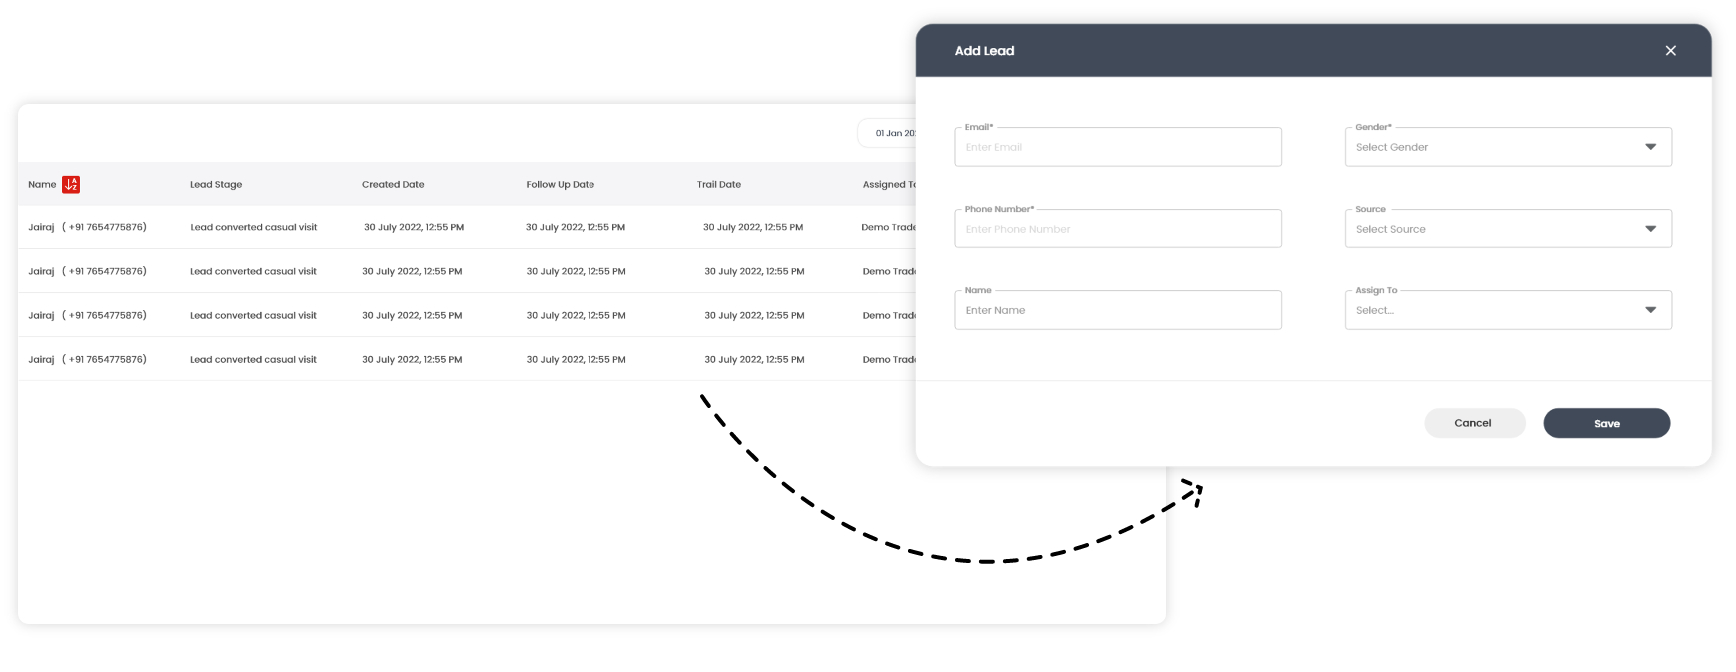 Add Lead
Email*
Enter Email
Gender*
Select Gender
Phone Number*
Enter Phone Number
Source
Select Source
Name
Enter Name
Assign To
Select...
Cancel
Save
01 Jan 202
Name A Z Lead Stage Created Date Follow Up Date Trail Date Assigned To
Jairaj ( +91 7654775876) Lead converted casual visit 30 July 2022, 12:55 PM 30 July 2022, 12:55 PM 30 July 2022, 12:55 PM Demo Trade
Jairaj ( +91 7654775876) Lead converted casual visit 30 July 2022, 12:55 PM 30 July 2022, 12:55 PM 30 July 2022, 12:55 PM Demo Trade
Jairaj ( +91 7654775876) Lead converted casual visit 30 July 2022, 12:55 PM 30 July 2022, 12:55 PM 30 July 2022, 12:55 PM Demo Trade
Jairaj ( +91 7654775876) Lead converted casual visit 30 July 2022, 12:55 PM 30 July 2022, 12:55 PM 30 July 2022, 12:55 PM Demo Trade